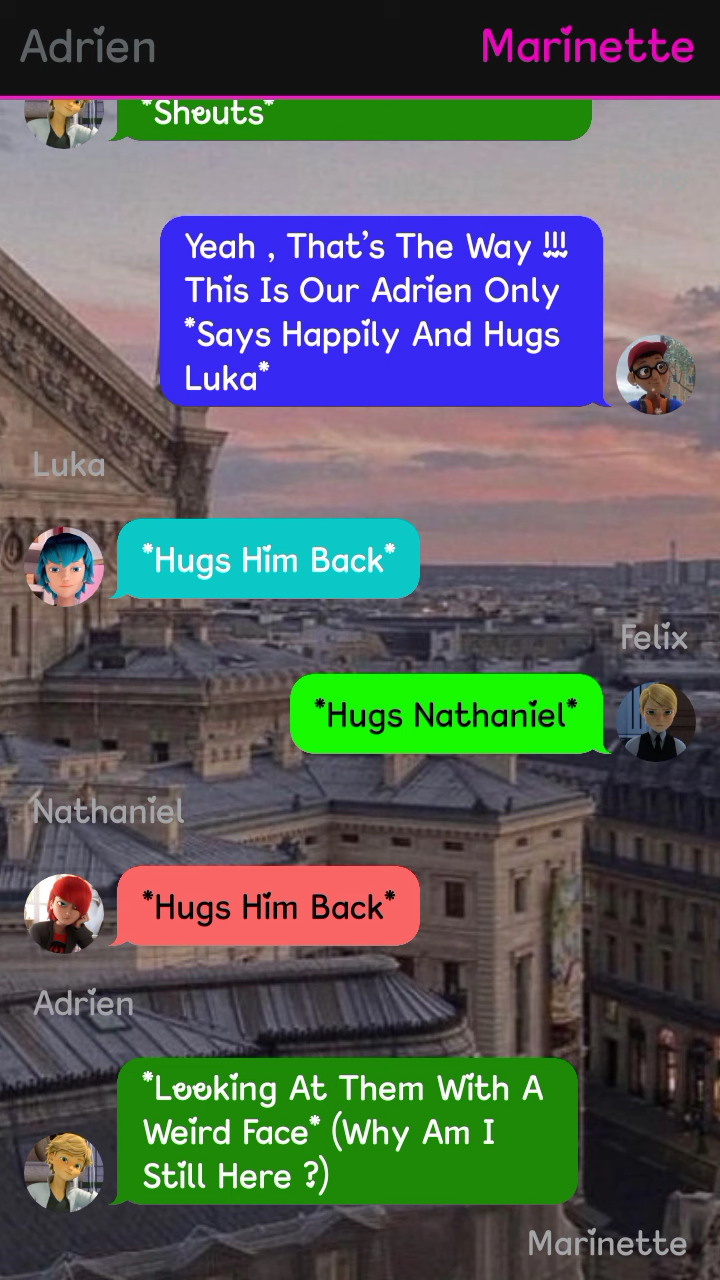 Adrien
Marinette
*Shouts*
Yeah , That's The Way !!!
This Is Our Adrien Only
*Says Happily And Hugs
Luka*
Luka
*Hugs Him Back*
Felix
*Hugs Nathaniel*
Nathaniel
*Hugs Him Back*
Adrien
*Looking At Them With A
Weird Face* (Why Am I
Still Here ?)
Marinette